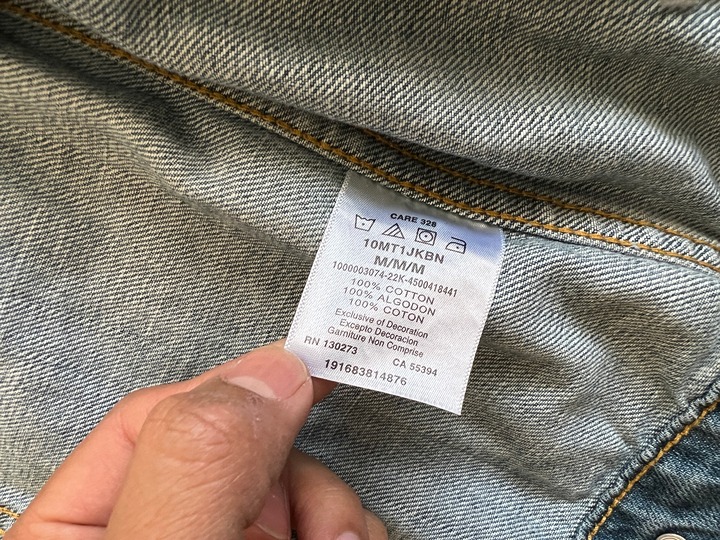 CARE 328
10MT1JKBN
M/M/M
1000003074-22K-4500418441
100% COTTON
100% ALGODON
100% COTON
Exclusive of Decoration
Excepto Decoracion
Garniture Non Comprise
RN 130273 CA 55394
191683814876